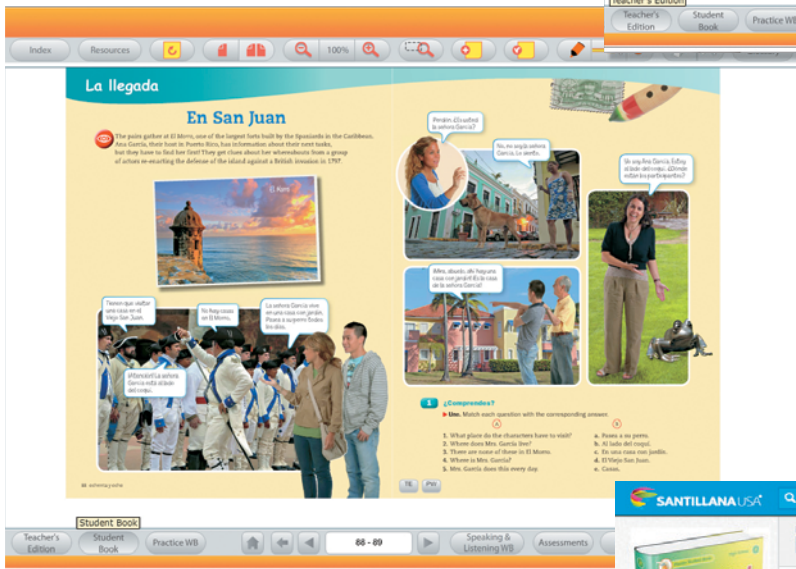 Teacher's Edition
Teacher's
Edition
Student
Book
Practice WB
Index
Resources
100%
La llegada
En San Juan
The pairs gather at El Morro, one of the largest forts built by the Spaniards in the Caribbean.
Ana García, their host in Puerto Rico, has information about their next tasks,
but they have to find her first! They get clues about her whereabouts from a group
of actors re-enacting the defense of the island against a British invasion in 1797.
El Morro
Tienen que visitar
una casa en el
Viejo San Juan.
No hay casas
en El Morro.
La señora García vive
en una casa con jardín.
Pasea a su perro todos
los días.
¡Atención! La señora
García está al lado
del coquí.
Perdón. ¿Es usted
la señora García?
No, no soy la señora
García. Lo siento.
Yo soy Ana García. Estoy
al lado del coquí. ¿Dónde
están los participantes?
¡Mira, abuelo, ahí hay una
casa con jardín! ¡Es la casa
de la señora García!
1 ¿Comprendes?
Une. Match each question with the corresponding answer.
A
B
1. What place do the characters have to visit?
2. Where does Mrs. García live?
3. There are none of these in El Morro.
4. Where is Mrs. García?
5. Mrs. García does this every day.
a. Pasea a su perro.
b. Al lado del coquí.
c. En una casa con jardín.
d. El Viejo San Juan.
e. Casas.
88 ochenta y ocho
TE
PW
Student Book
Teacher's
Edition
Student
Book
Practice WB
88 - 89
Speaking &
Listening WB
Assessments
SANTILLANA USA